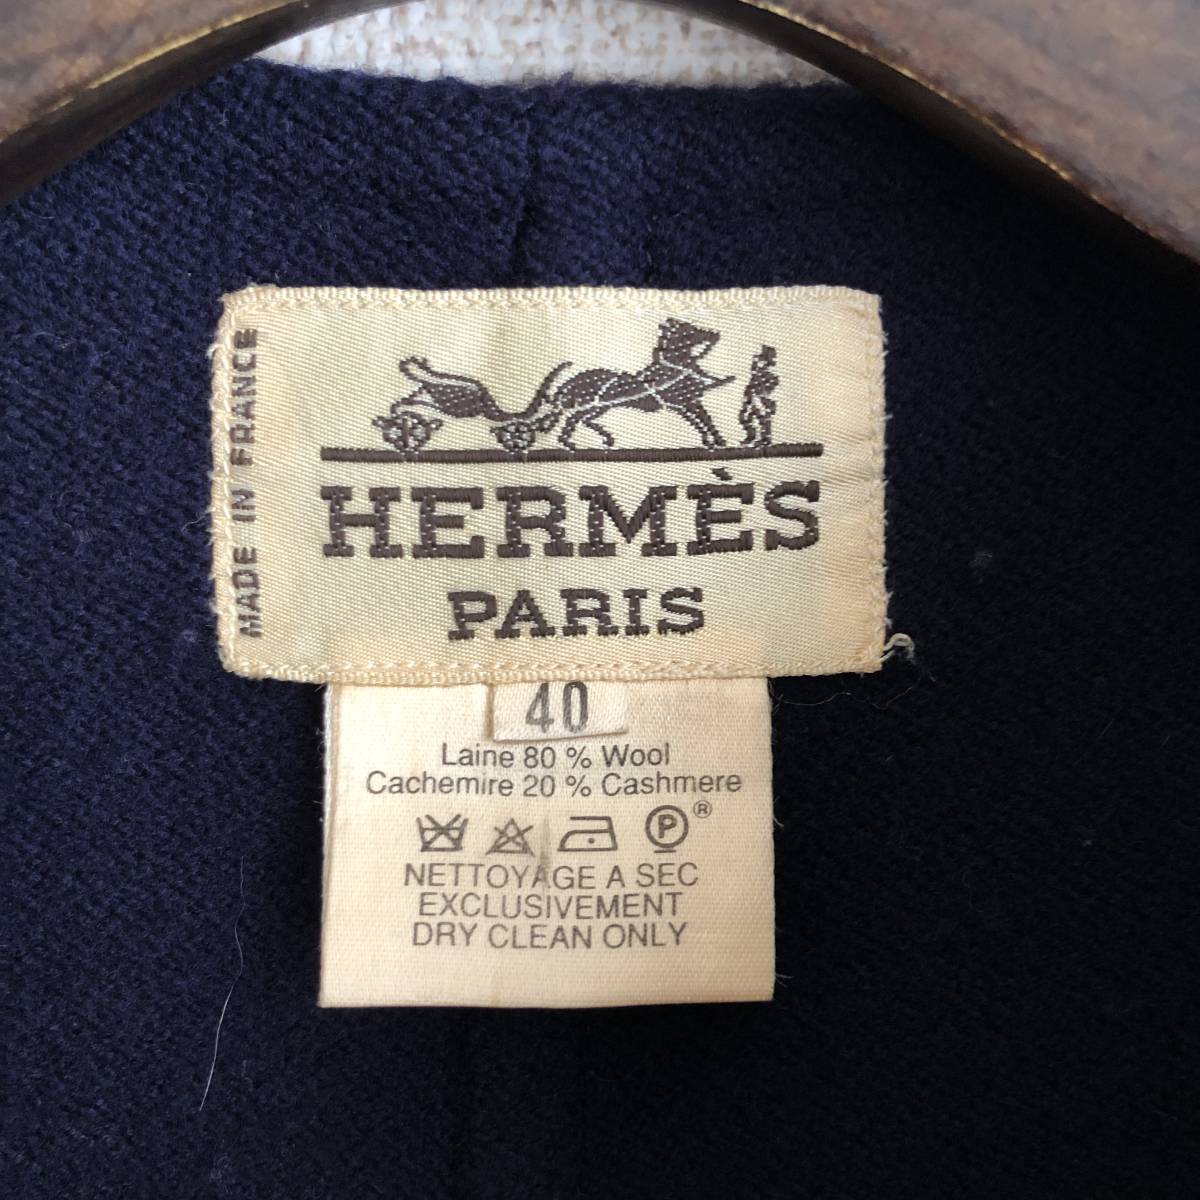 MADE IN FRANCE
HERMÈS
PARIS
40
Laine 80 % Wool
Cachemire 20 % Cashmere
P ®
NETTOYAGE A SEC
EXCLUSIVEMENT
DRY CLEAN ONLY